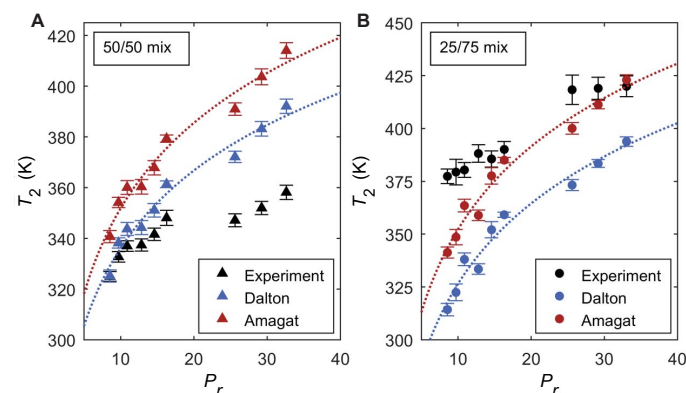 A
50/50 mix
T2 (K)
420
400
380
360
340
320
300
10
20
30
40
Pr
Experiment
Dalton
Amagat
B
25/75 mix
T2 (K)
450
425
400
375
350
325
300
10
20
30
40
Pr
Experiment
Dalton
Amagat